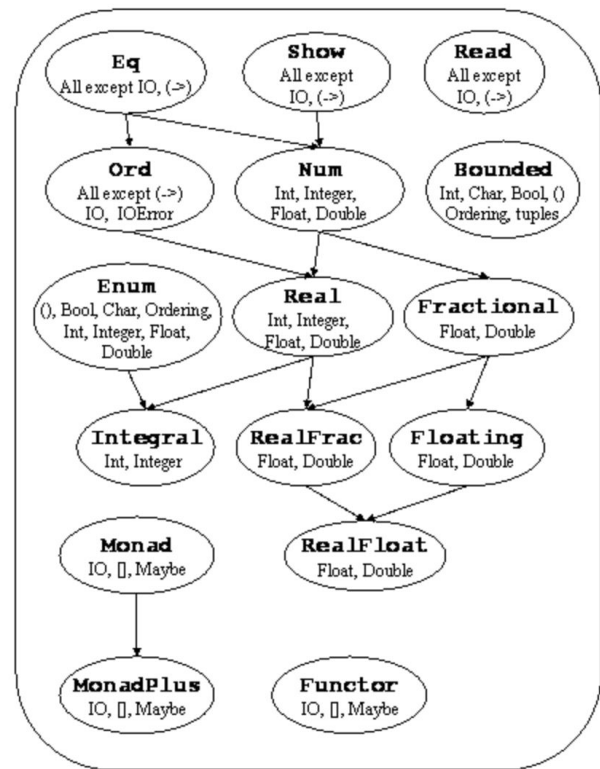 Eq
All except IO, (->)
Show
All except
IO, (->)
Read
All except
IO, (->)
Ord
All except (->)
IO, IOError
Num
Int, Integer,
Float, Double
Bounded
Int, Char, Bool, ()
Ordering, tuples
Enum
(), Bool, Char, Ordering,
Int, Integer, Float,
Double
Real
Int, Integer,
Float, Double
Fractional
Float, Double
Integral
Int, Integer
RealFrac
Float, Double
Floating
Float, Double
Monad
IO, [], Maybe
RealFloat
Float, Double
MonadPlus
IO, [], Maybe
Functor
IO, [], Maybe